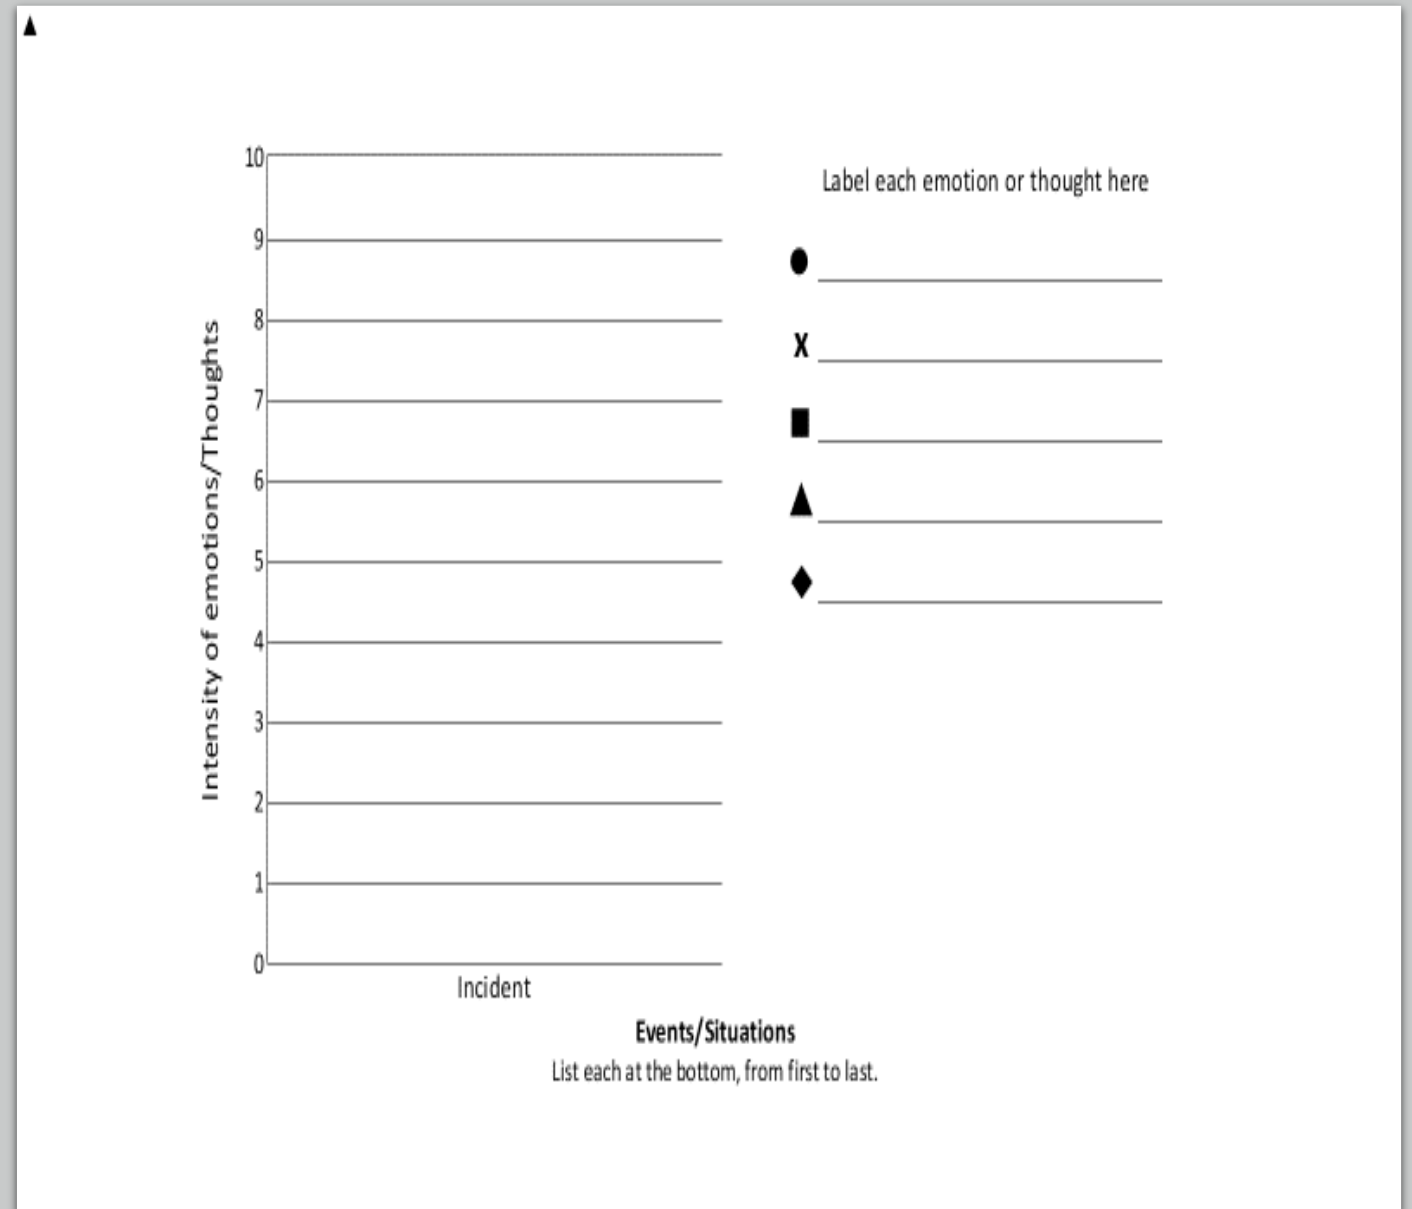 10
9
8
7
6
5
4
3
2
1
0
Intensity of emotions/Thoughts
Incident
Label each emotion or thought here
X
Events/Situations
List each at the bottom, from first to last.